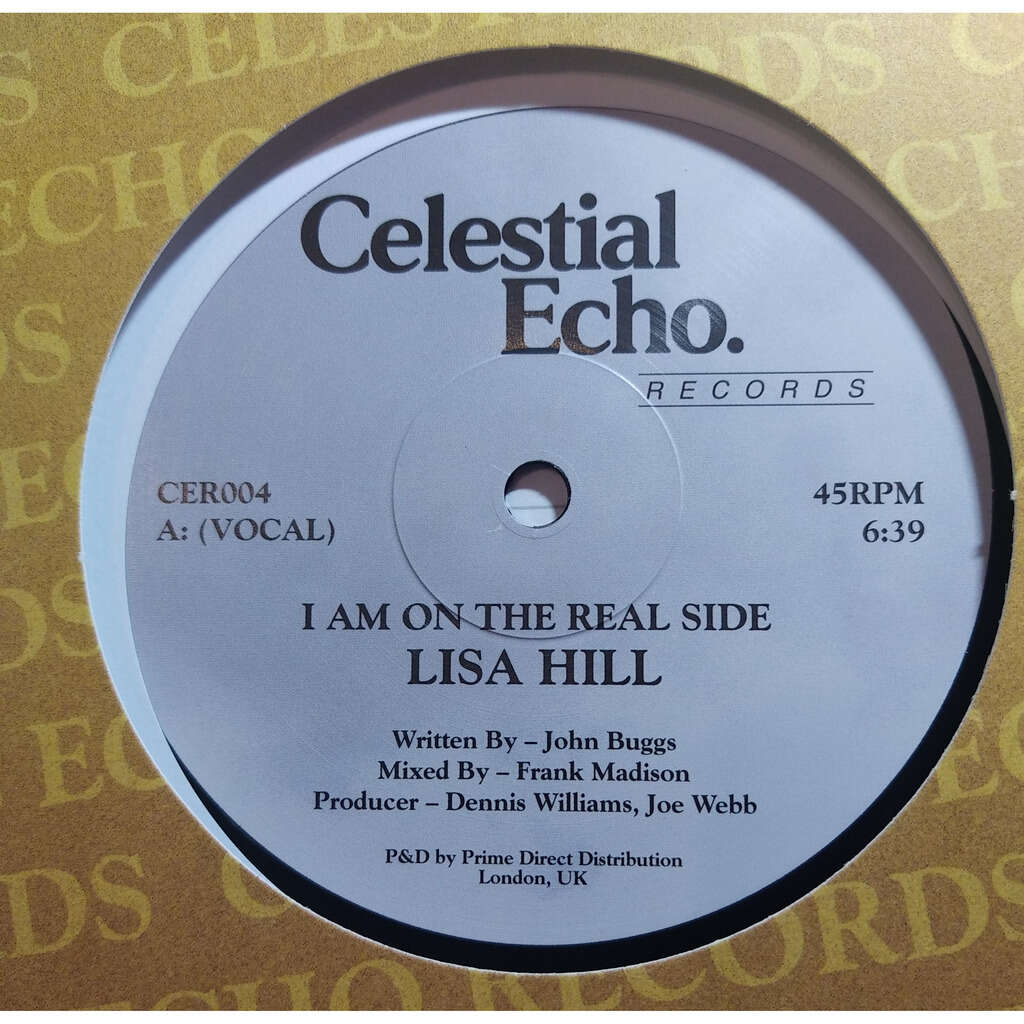 Celestial
Echo.
RECORDS
CER004
A: (VOCAL)
45RPM
6:39
I AM ON THE REAL SIDE
LISA HILL
Written By – John Buggs
Mixed By – Frank Madison
Producer – Dennis Williams, Joe Webb
P&D by Prime Direct Distribution
London, UK